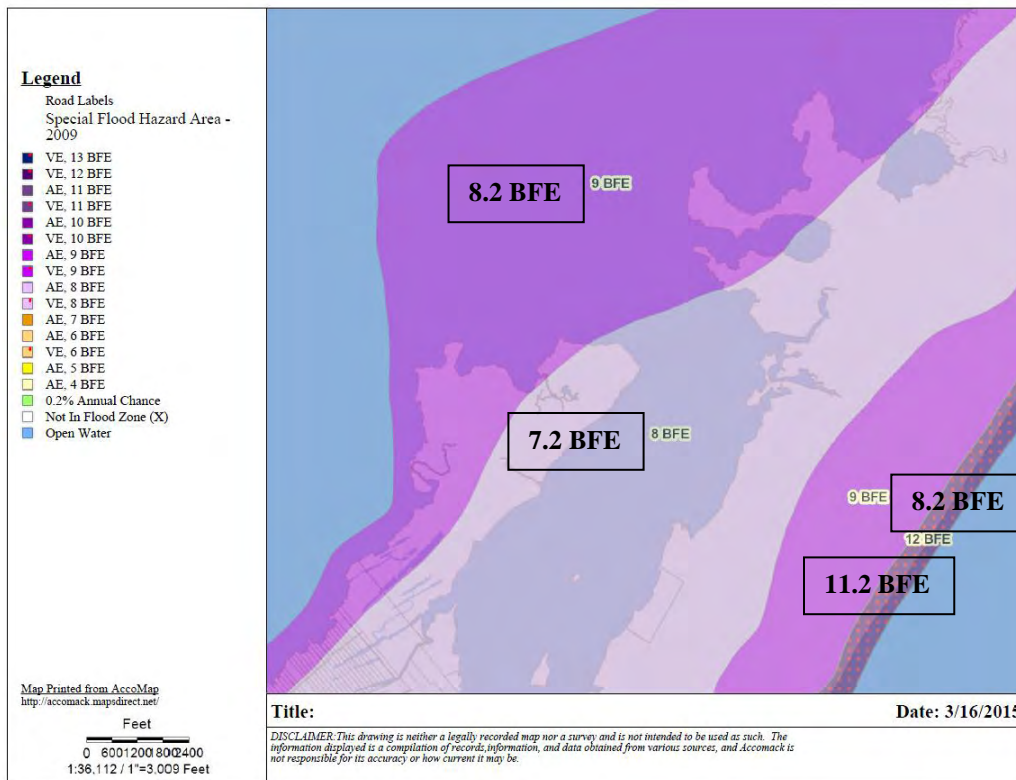 Legend
Road Labels
Special Flood Hazard Area -
2009
VE, 13 BFE
VE, 12 BFE
AE, 11 BFE
VE, 11 BFE
AE, 10 BFE
VE, 10 BFE
AE, 9 BFE
VE, 9 BFE
AE, 8 BFE
VE, 8 BFE
AE, 7 BFE
AE, 6 BFE
VE, 6 BFE
AE, 5 BFE
AE, 4 BFE
0.2% Annual Chance
Not In Flood Zone (X)
Open Water
8.2 BFE
9 BFE
7.2 BFE
8 BFE
9 BFE
8.2 BFE
12 BFE
11.2 BFE
Map Printed from AccoMap
http://accomack.mapsdirect.net/
Feet
0 600 1200 1800 2400
1:36,112 / 1"=3,009 Feet
Title:
Date: 3/16/2015
DISCLAIMER:This drawing is neither a legally recorded map nor a survey and is not intended to be used as such. The
information displayed is a compilation of records,information, and data obtained from various sources, and Accomack is
not responsible for its accuracy or how current it may be.